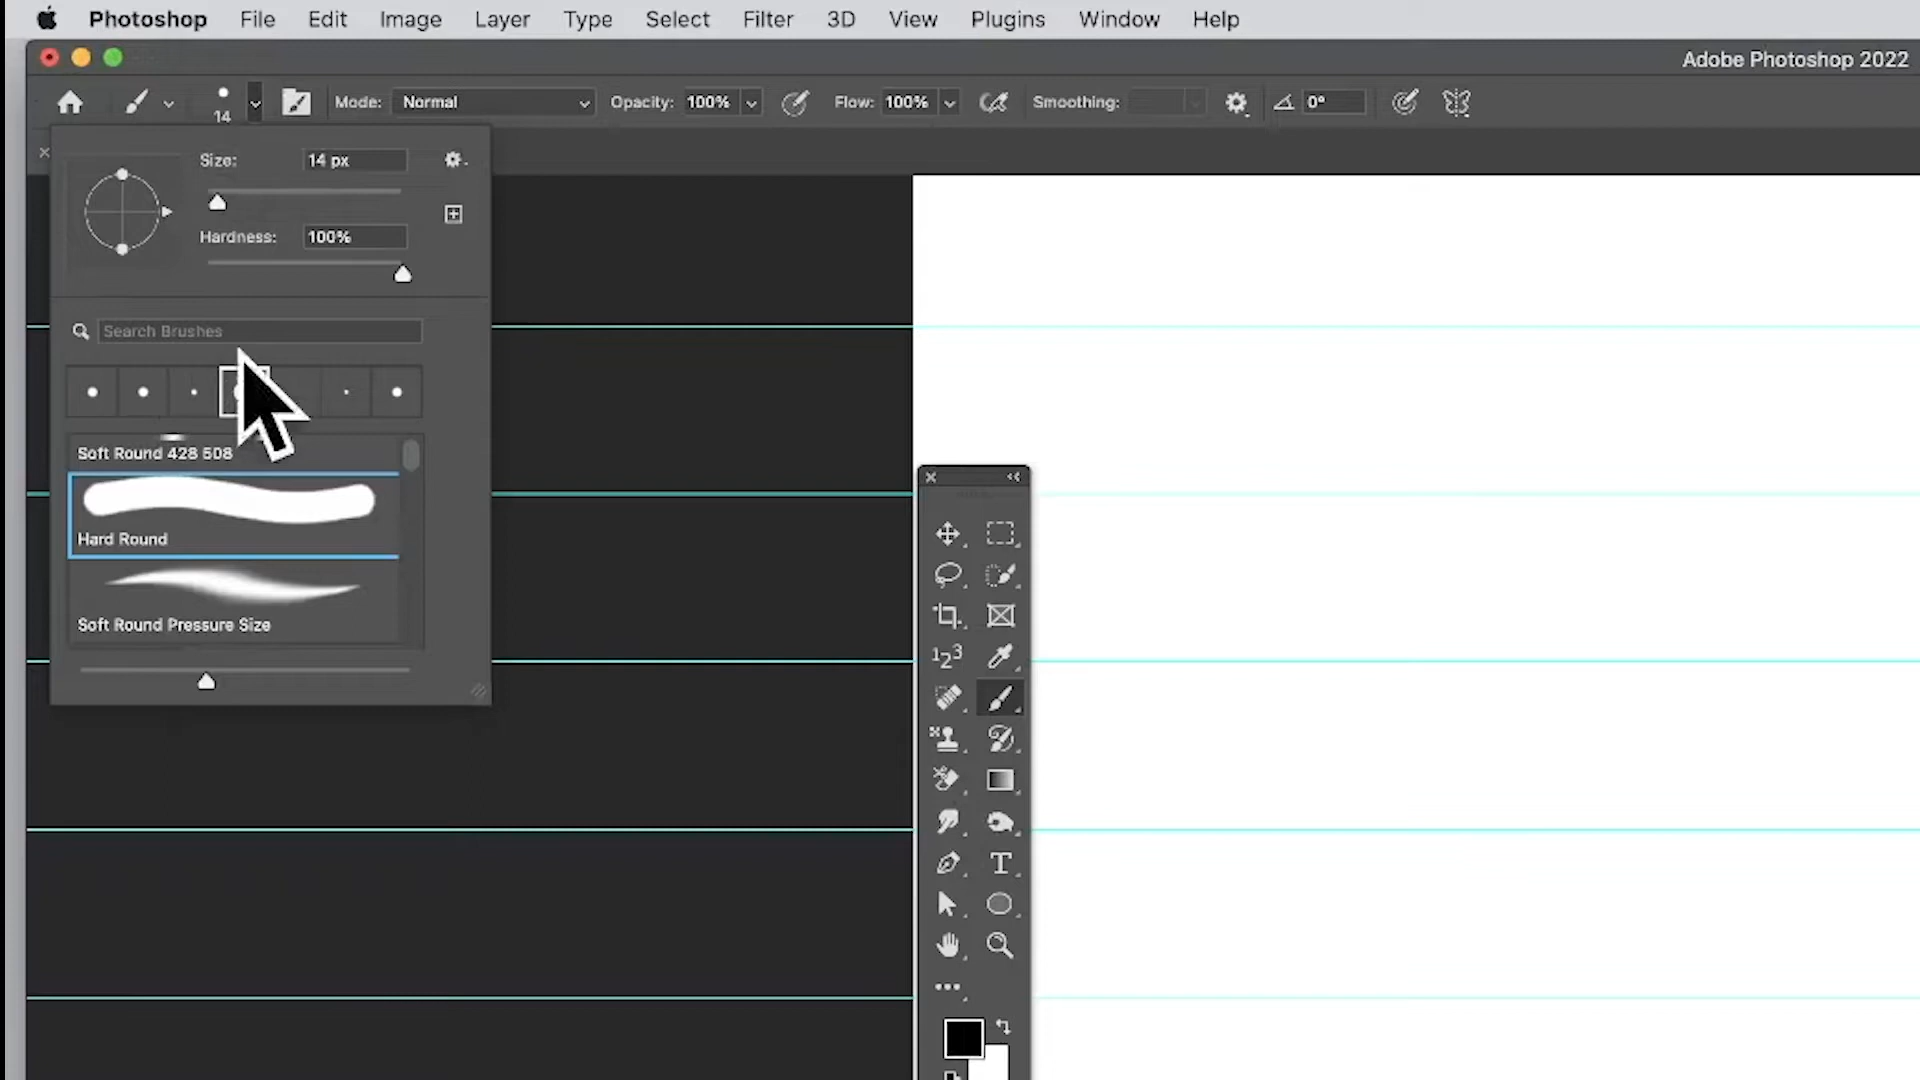 Photoshop File Edit Image Layer Type Select Filter 3D View Plugins Window Help
Adobe Photoshop 2022
14 Mode: Normal Opacity: 100% Flow: 100% Smoothing: 0°
Size: 14 px
Hardness: 100%
Search Brushes
Soft Round 428 508
Hard Round
Soft Round Pressure Size